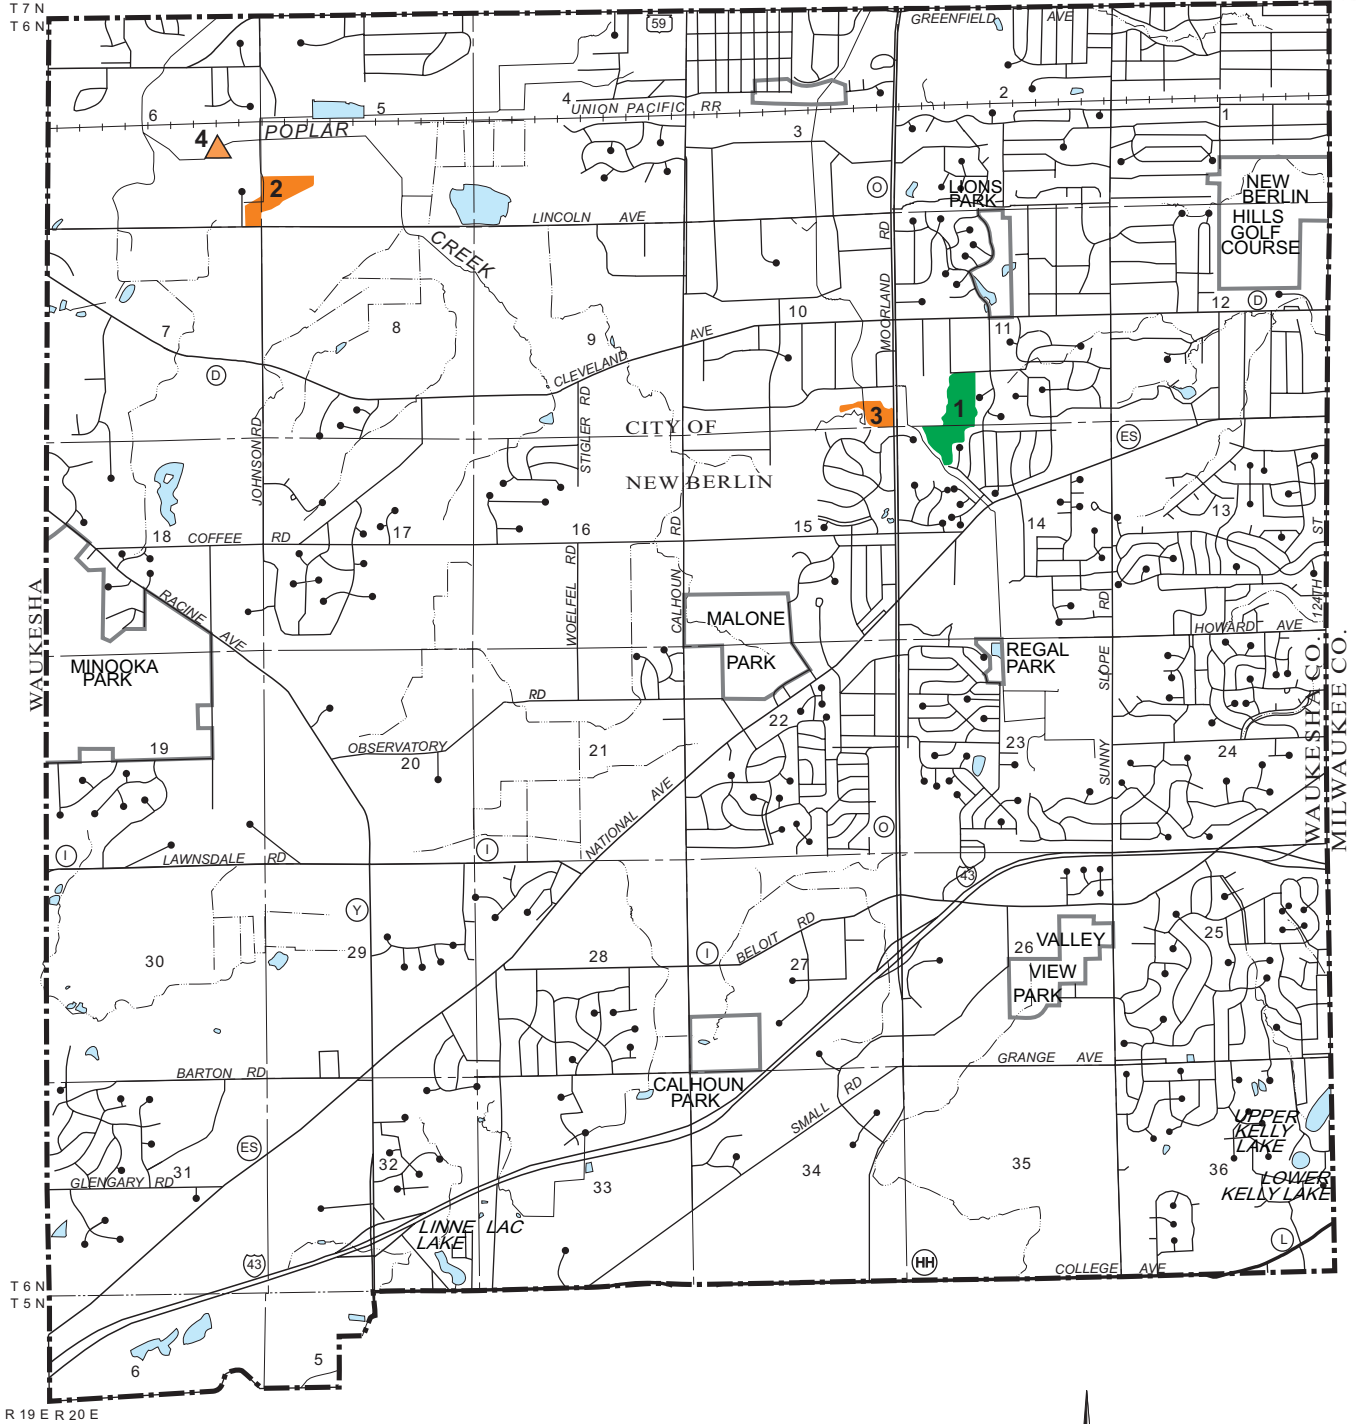 T 7 N
T 6 N
59
GREENFIELD AVE
6
5
4
UNION PACIFIC RR
2
1
3
POPLAR
4
2
O
LIONS
PARK
NEW
BERLIN
HILLS
GOLF
COURSE
LINCOLN AVE
CREEK
MOORLAND RD
7
8
9
10
11
12
D
CLEVELAND AVE
D
JOHNSON RD
STIGLER RD
3
1
CITY OF
NEW BERLIN
ES
18
COFFEE RD
17
16
15
14
13
124TH ST
WAUKESHA
RACINE AVE
WOELFEL RD
CALHOUN RD
MALONE
PARK
HOWARD AVE
REGAL
PARK
SUNNY SLOPE RD
MINOOKA
PARK
WAUKESHA CO.
MILWAUKEE CO.
RD
OBSERVATORY
19
20
21
22
23
24
NATIONAL AVE
O
I
LAWNSDALE RD
I
43
Y
30
29
28
I
BELOIT RD
27
26
VALLEY
VIEW
PARK
25
BARTON RD
CALHOUN
PARK
SMALL RD
GRANGE AVE
UPPER
KELLY
LAKE
ES
31
GLENGARY RD
32
33
34
35
36
LOWER
KELLY LAKE
LINNE LAC
LAKE
43
HH
L
COLLEGE AVE
T 6 N
T 5 N
6
5
R 19 E R 20 E